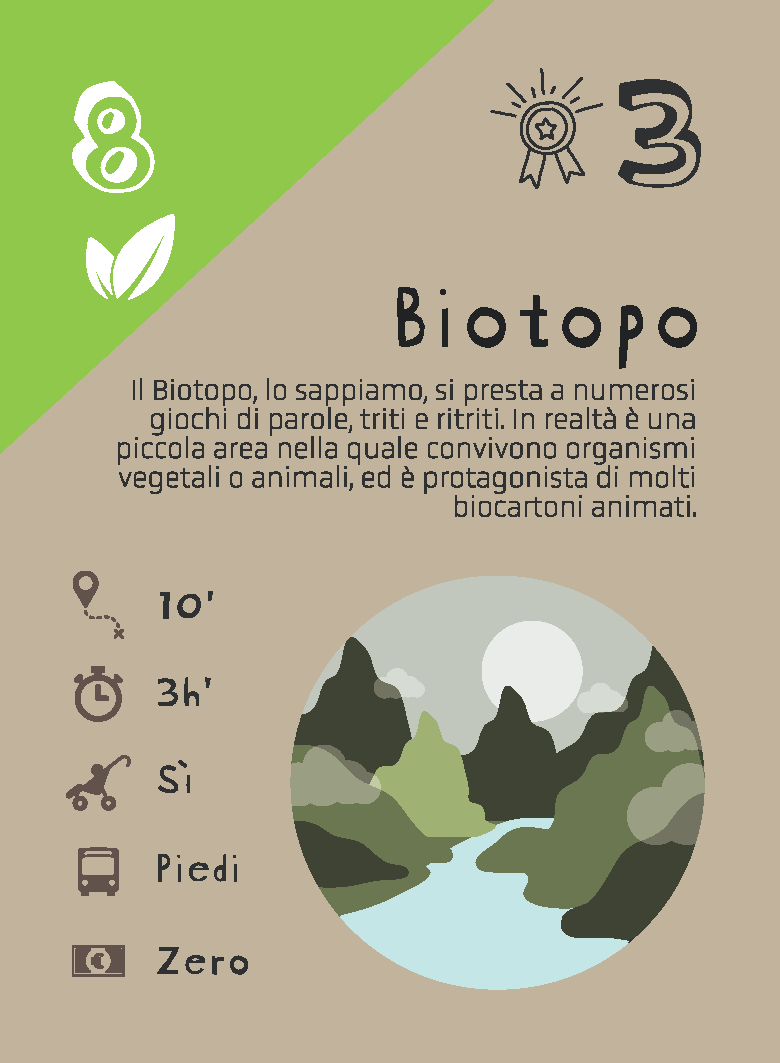 8
3
Biotopo
Il Biotopo, lo sappiamo, si presta a numerosi
giochi di parole, triti e ritriti. In realtà è una
piccola area nella quale convivono organismi
vegetali o animali, ed è protagonista di molti
biocartoni animati.
10'
3h'
Sì
Piedi
Zero